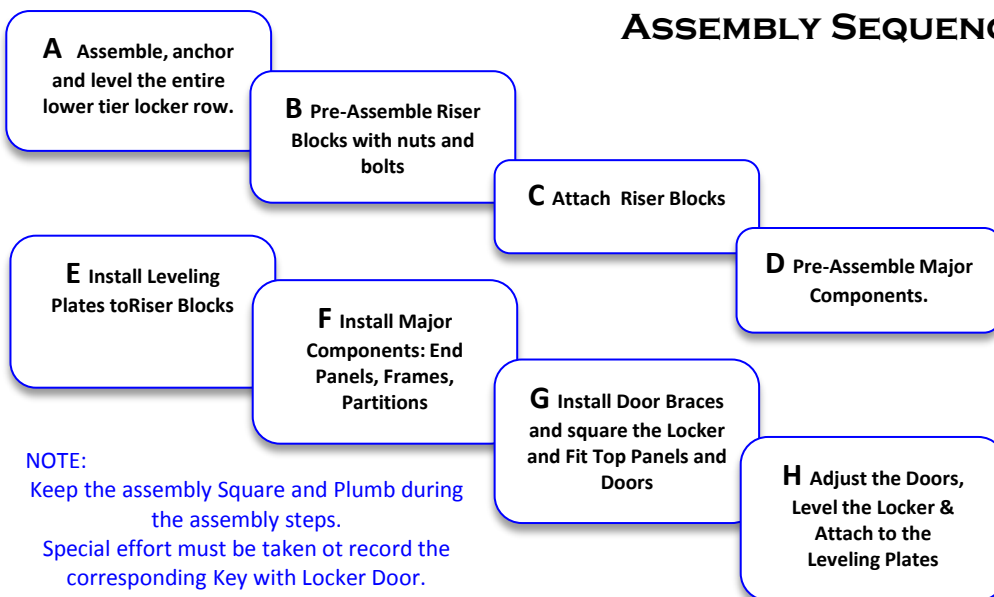 ASSEMBLY SEQUENC
A Assemble, anchor
and level the entire
lower tier locker row.
B Pre-Assemble Riser
Blocks with nuts and
bolts
C Attach Riser Blocks
D Pre-Assemble Major
Components.
E Install Leveling
Plates toRiser Blocks
F Install Major
Components: End
Panels, Frames,
Partitions
G Install Door Braces
and square the Locker
and Fit Top Panels and
Doors
H Adjust the Doors,
Level the Locker &
Attach to the
Leveling Plates
NOTE:
Keep the assembly Square and Plumb during
the assembly steps.
Special effort must be taken ot record the
corresponding Key with Locker Door.